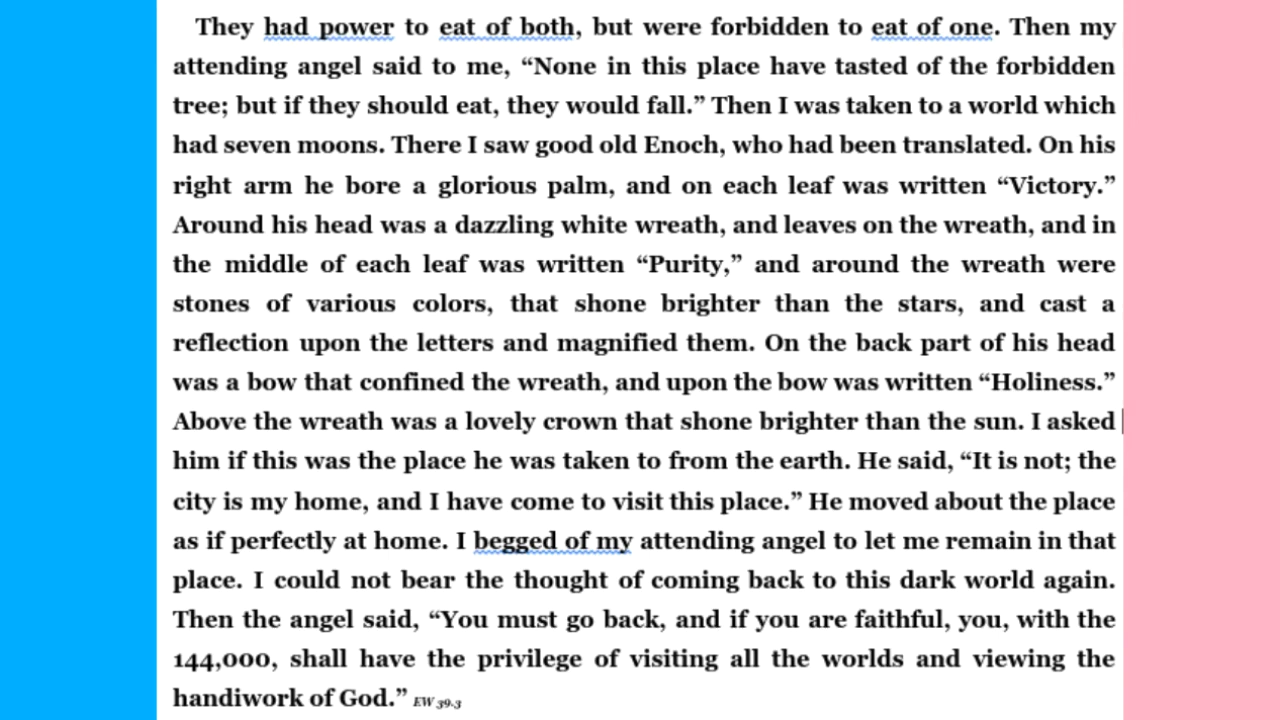 They had power to eat of both, but were forbidden to eat of one. Then my
attending angel said to me, “None in this place have tasted of the forbidden
tree; but if they should eat, they would fall.” Then I was taken to a world which
had seven moons. There I saw good old Enoch, who had been translated. On his
right arm he bore a glorious palm, and on each leaf was written “Victory.”
Around his head was a dazzling white wreath, and leaves on the wreath, and in
the middle of each leaf was written “Purity,” and around the wreath were
stones of various colors, that shone brighter than the stars, and cast a
reflection upon the letters and magnified them. On the back part of his head
was a bow that confined the wreath, and upon the bow was written “Holiness.”
Above the wreath was a lovely crown that shone brighter than the sun. I asked
him if this was the place he was taken to from the earth. He said, “It is not; the
city is my home, and I have come to visit this place.” He moved about the place
as if perfectly at home. I begged of my attending angel to let me remain in that
place. I could not bear the thought of coming back to this dark world again.
Then the angel said, “You must go back, and if you are faithful, you, with the
144,000, shall have the privilege of visiting all the worlds and viewing the
handiwork of God.” EW 39.3